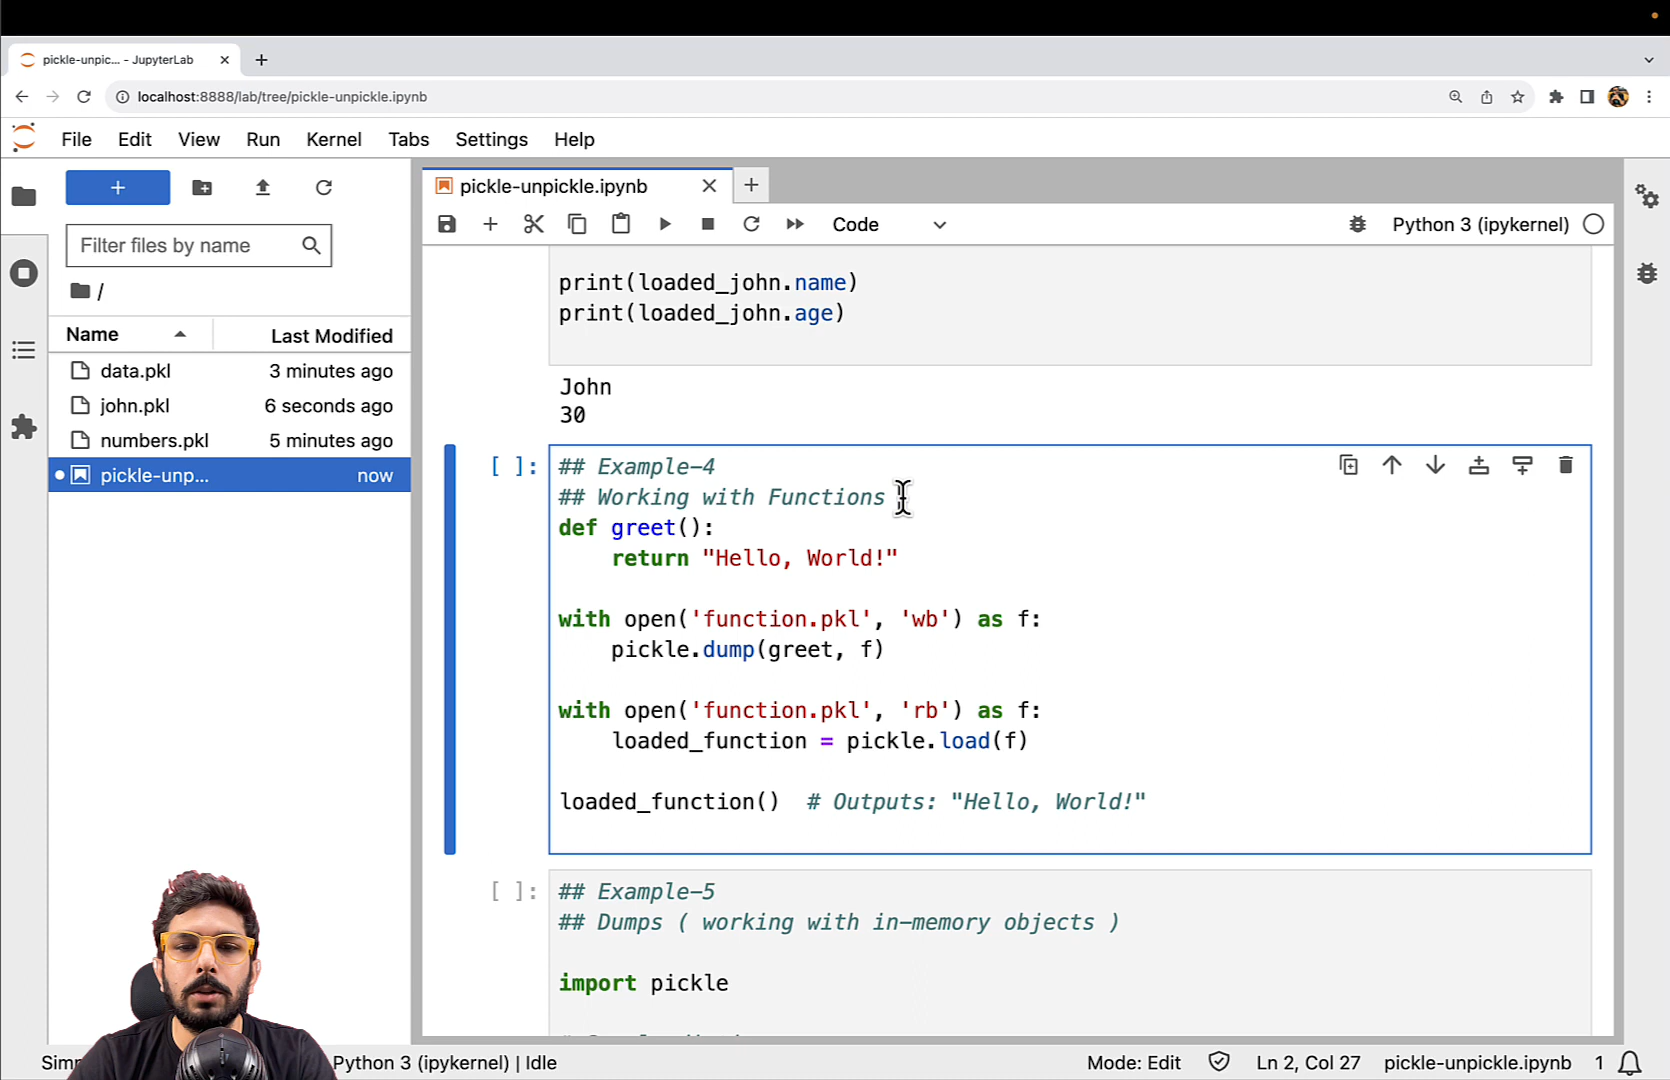 pickle-unpic... - JupyterLab
localhost:8888/lab/tree/pickle-unpickle.ipynb
File Edit View Run Kernel Tabs Settings Help
pickle-unpickle.ipynb
Filter files by name
Code
Python 3 (ipykernel)
/
Name Last Modified
data.pkl 3 minutes ago
john.pkl 6 seconds ago
numbers.pkl 5 minutes ago
pickle-unp... now
print(loaded_john.name)
print(loaded_john.age)
John
30
[ ]: ## Example-4
## Working with Functions
def greet():
return "Hello, World!"
with open('function.pkl', 'wb') as f:
pickle.dump(greet, f)
with open('function.pkl', 'rb') as f:
loaded_function = pickle.load(f)
loaded_function() # Outputs: "Hello, World!"
[ ]: ## Example-5
## Dumps ( working with in-memory objects )
import pickle
Python 3 (ipykernel) | Idle
Mode: Edit Ln 2, Col 27 pickle-unpickle.ipynb 1